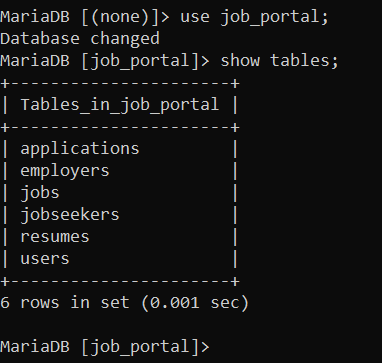 MariaDB [(none)]> use job_portal;
Database changed
MariaDB [job_portal]> show tables;
+----------------------+
| Tables_in_job_portal |
+----------------------+
| applications         |
| employers            |
| jobs                 |
| jobseekers           |
| resumes              |
| users                |
+----------------------+
6 rows in set (0.001 sec)
MariaDB [job_portal]>